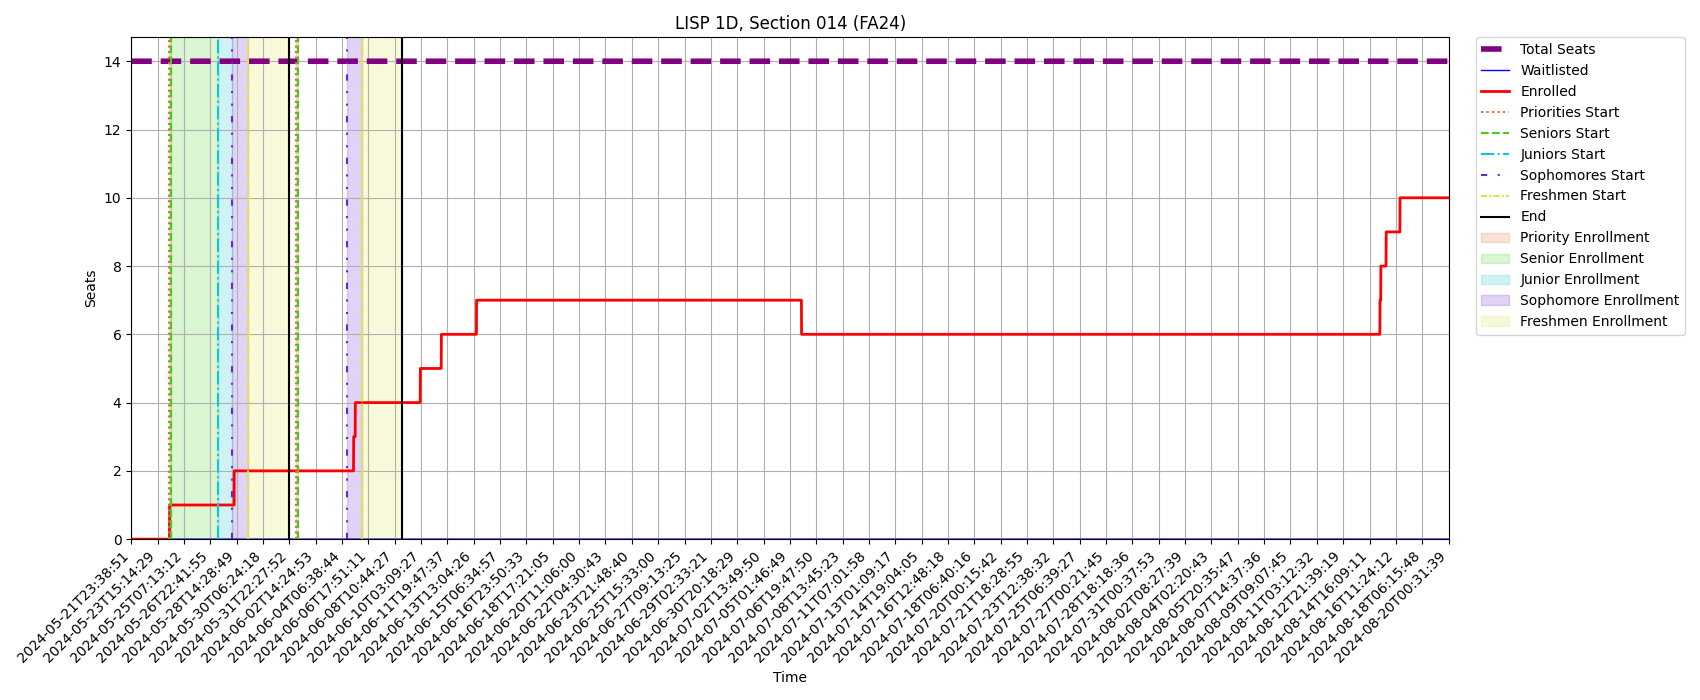 LISP 1D, Section 014 (FA24)
Seats
14
12
10
8
6
4
2
0
2024-05-21T23:38:51
2024-05-23T15:14:29
2024-05-25T07:13:12
2024-05-26T22:41:55
2024-05-28T14:28:49
2024-05-30T06:24:18
2024-05-31T22:27:52
2024-06-02T14:24:53
2024-06-04T06:38:44
2024-06-06T17:51:11
2024-06-08T10:44:27
2024-06-10T03:09:27
2024-06-11T19:47:37
2024-06-13T13:04:26
2024-06-15T06:34:57
2024-06-16T23:50:33
2024-06-18T17:21:05
2024-06-20T11:06:00
2024-06-22T04:30:43
2024-06-23T21:48:40
2024-06-25T15:33:00
2024-06-27T09:13:25
2024-06-29T02:33:21
2024-06-30T20:18:29
2024-07-02T13:49:50
2024-07-05T01:46:49
2024-07-06T19:47:50
2024-07-08T13:45:23
2024-07-11T07:01:58
2024-07-13T01:09:17
2024-07-14T19:04:05
2024-07-16T12:48:18
2024-07-18T06:40:16
2024-07-20T00:15:42
2024-07-21T18:28:55
2024-07-23T12:38:32
2024-07-25T06:39:27
2024-07-27T00:21:45
2024-07-28T18:18:36
2024-07-31T00:37:53
2024-08-02T08:27:39
2024-08-04T02:20:43
2024-08-05T20:35:47
2024-08-07T14:37:36
2024-08-09T09:07:45
2024-08-11T03:12:32
2024-08-12T21:39:19
2024-08-14T16:09:11
2024-08-16T11:24:12
2024-08-18T06:15:48
2024-08-20T00:31:39
Time
Total Seats
Waitlisted
Enrolled
Priorities Start
Seniors Start
Juniors Start
Sophomores Start
Freshmen Start
End
Priority Enrollment
Senior Enrollment
Junior Enrollment
Sophomore Enrollment
Freshmen Enrollment